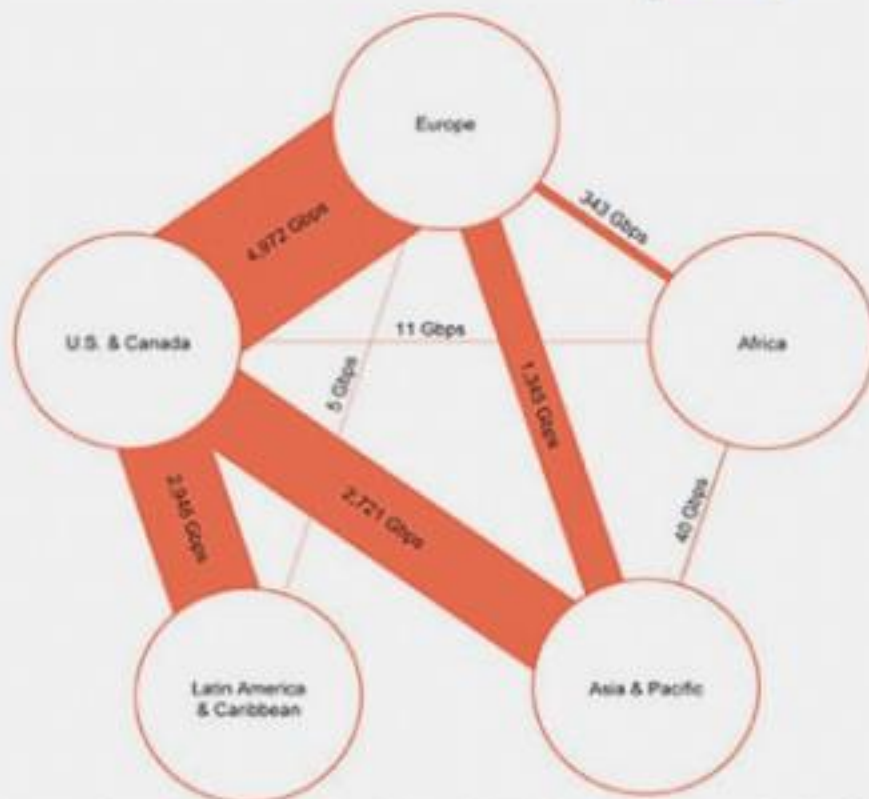 Europe
4,972 Gbps
343 Gbps
U.S. & Canada
11 Gbps
Africa
5 Gbps
1,345 Gbps
2,721 Gbps
2,946 Gbps
40 Gbps
Latin America
& Caribbean
Asia & Pacific